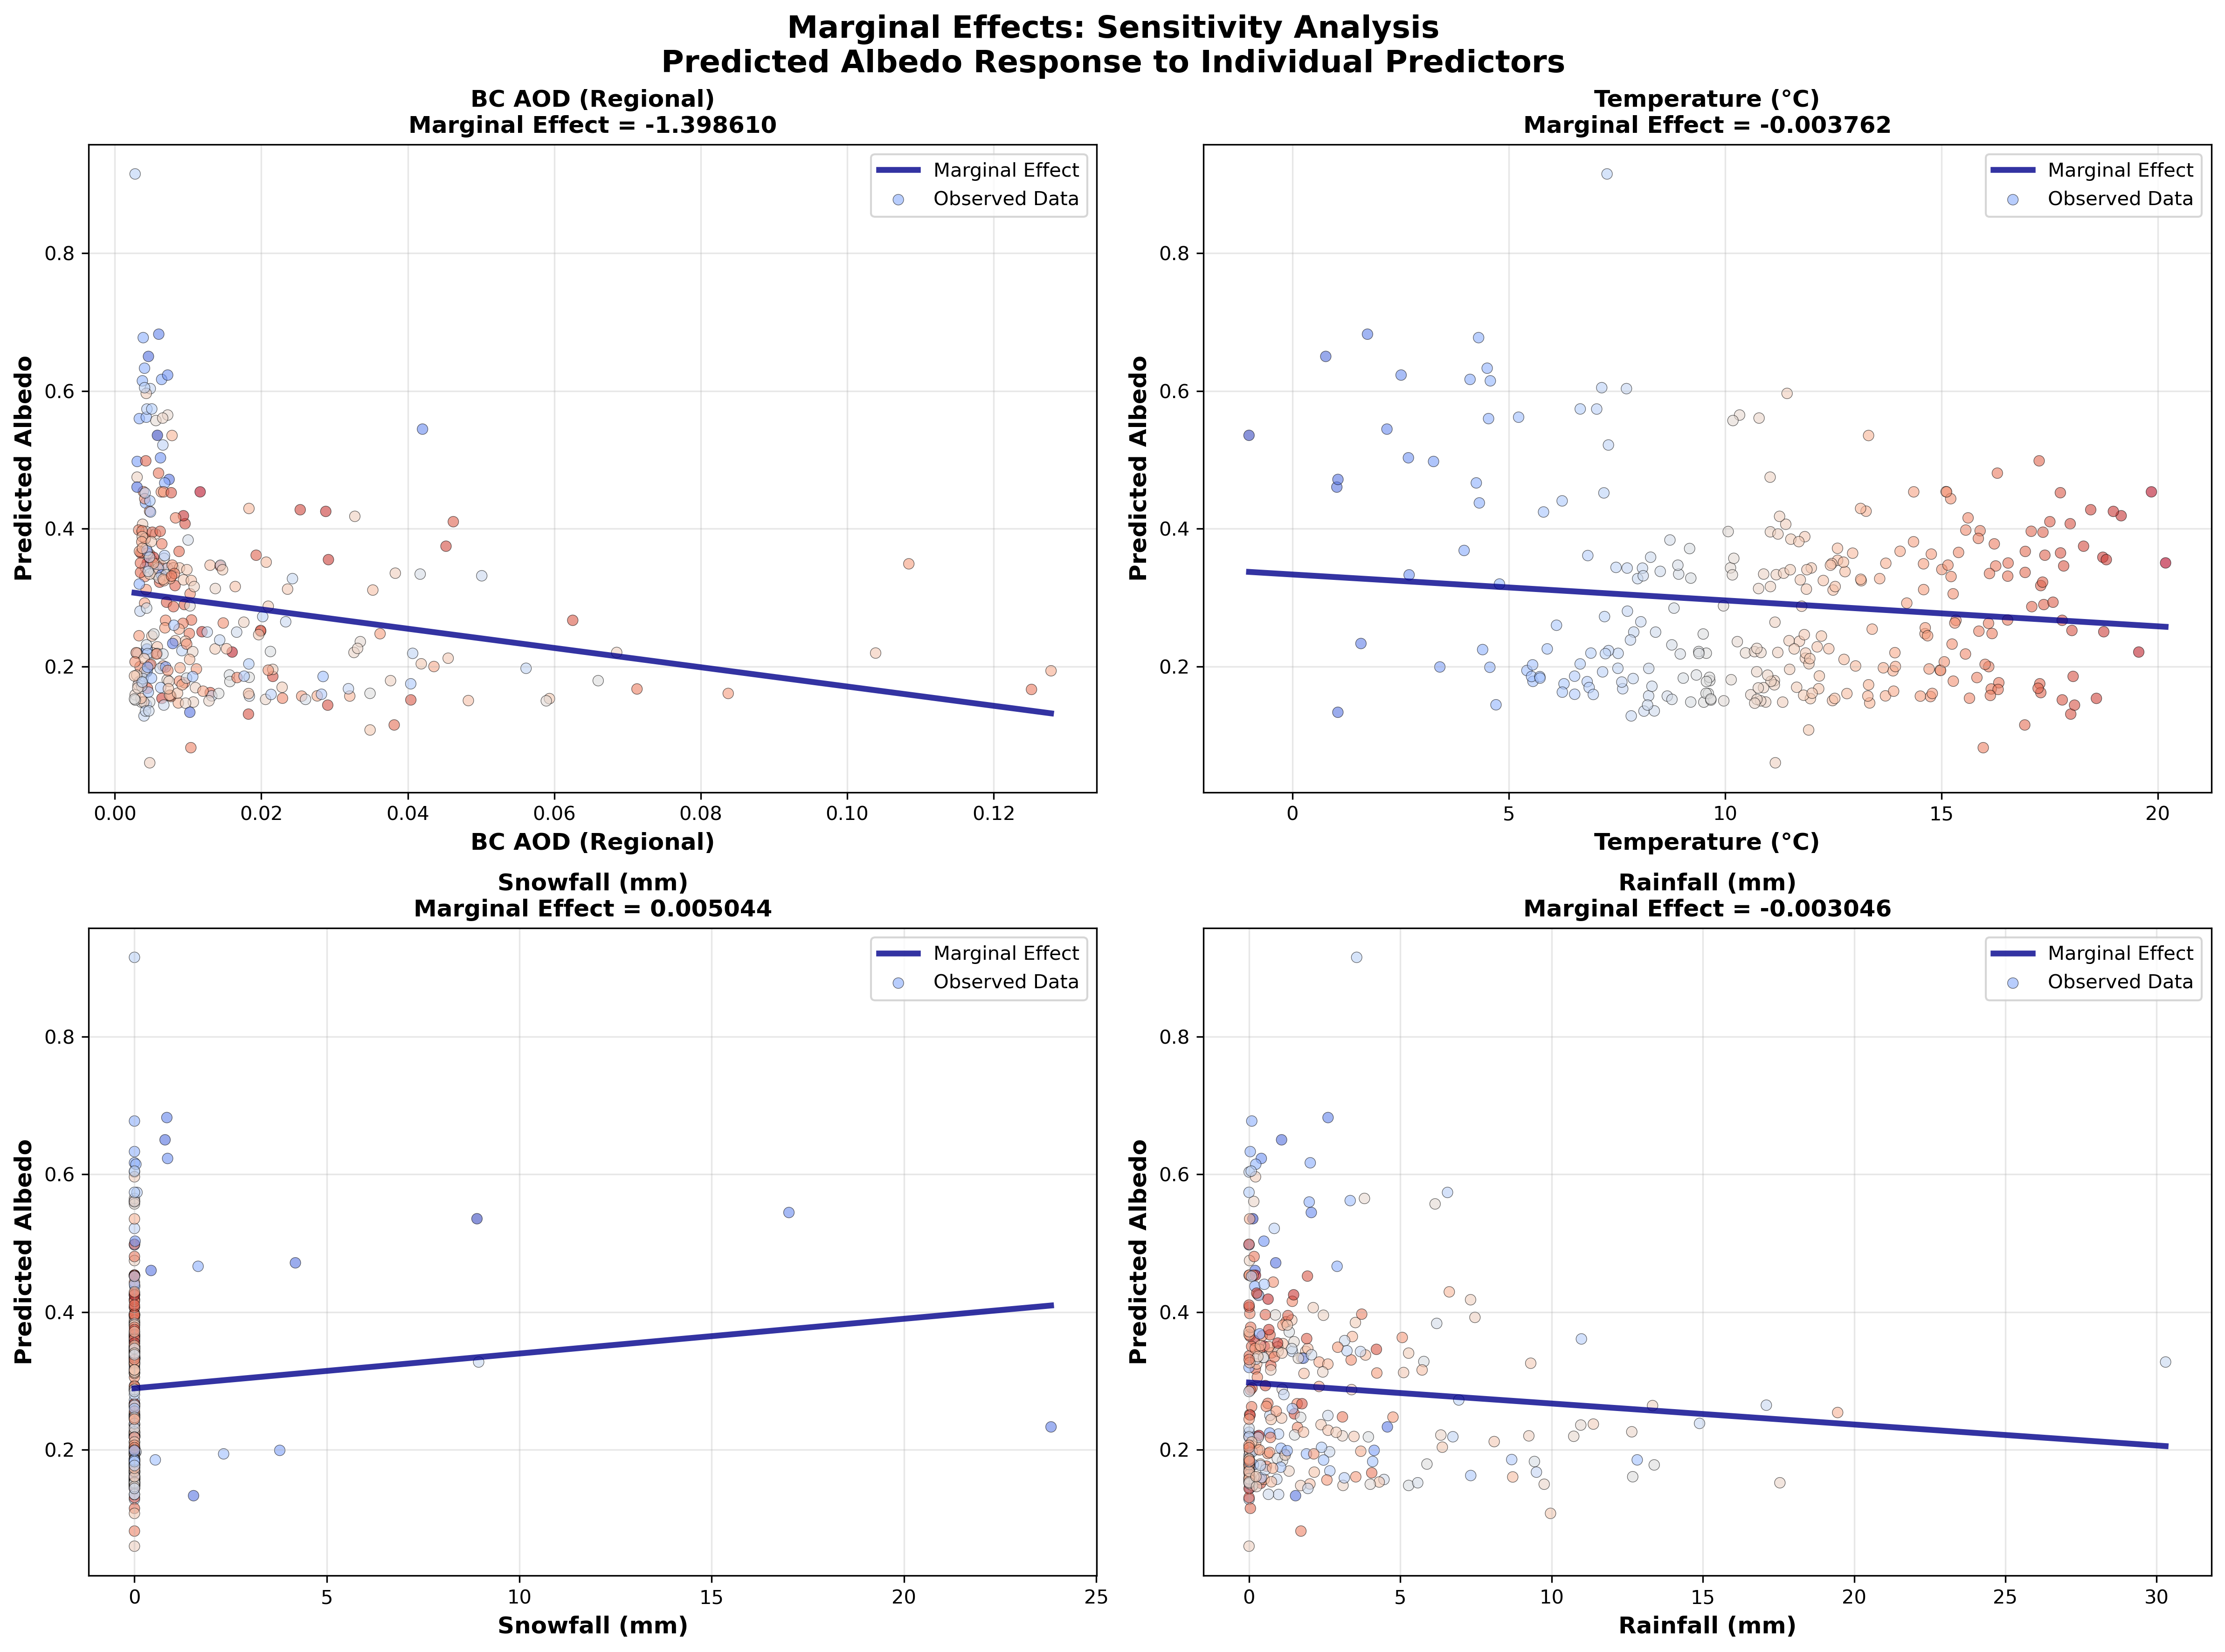 Marginal Effects: Sensitivity Analysis
Predicted Albedo Response to Individual Predictors
BC AOD (Regional)
Marginal Effect = -1.398610
Marginal Effect
Observed Data
Predicted Albedo
0.8
0.6
0.4
0.2
0.00
0.02
0.04
0.06
0.08
0.10
0.12
BC AOD (Regional)
Temperature (°C)
Marginal Effect = -0.003762
Marginal Effect
Observed Data
Predicted Albedo
0.8
0.6
0.4
0.2
0
5
10
15
20
Temperature (°C)
Snowfall (mm)
Marginal Effect = 0.005044
Marginal Effect
Observed Data
Predicted Albedo
0.8
0.6
0.4
0.2
0
5
10
15
20
25
Snowfall (mm)
Rainfall (mm)
Marginal Effect = -0.003046
Marginal Effect
Observed Data
Predicted Albedo
0.8
0.6
0.4
0.2
0
5
10
15
20
25
30
Rainfall (mm)